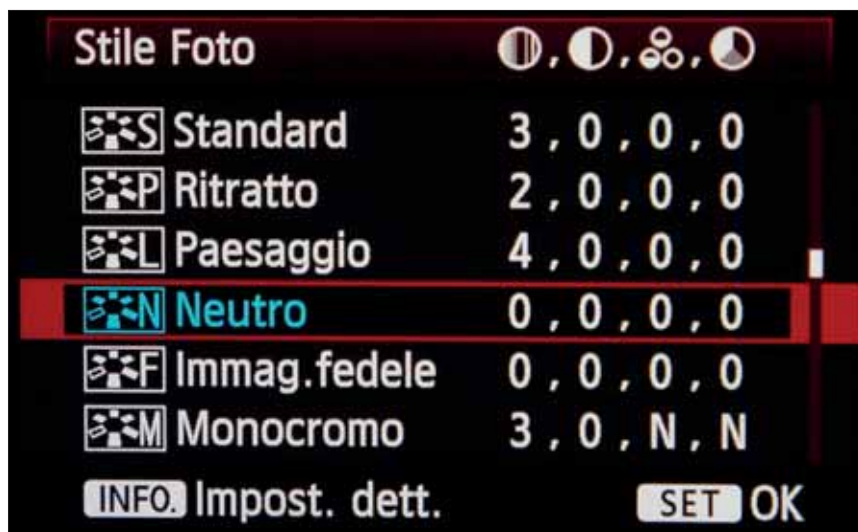 Stile Foto , , ,
S Standard 3 , 0 , 0 , 0
P Ritratto 2 , 0 , 0 , 0
L Paesaggio 4 , 0 , 0 , 0
N Neutro 0 , 0 , 0 , 0
F Immag.fedele 0 , 0 , 0 , 0
M Monocromo 3 , 0 , N , N
INFO. Impost. dett. SET OK